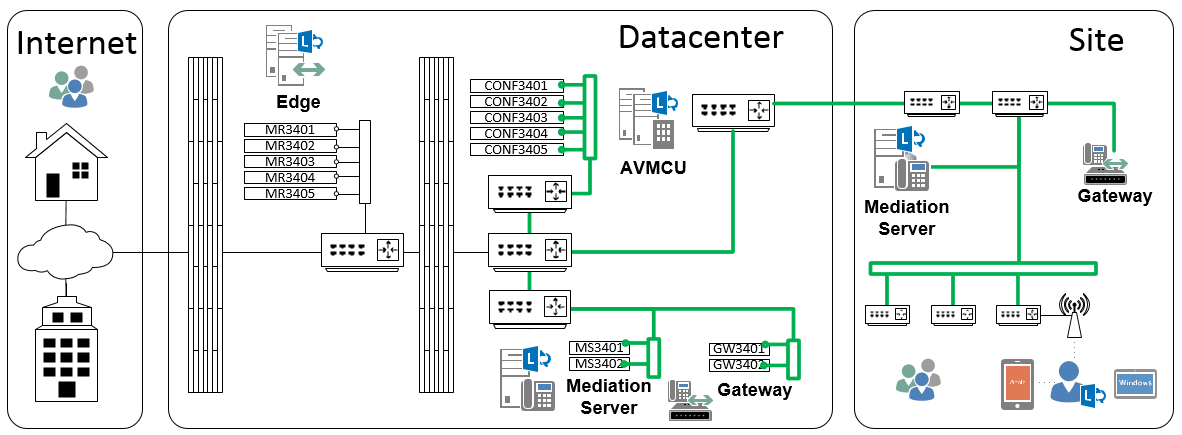 Internet
Datacenter
Site
Edge
MR3401
MR3402
MR3403
MR3404
MR3405
CONF3401
CONF3402
CONF3403
CONF3404
CONF3405
AVMCU
MS3401
MS3402
Mediation
Server
GW3401
GW3402
Gateway
Mediation
Server
Gateway
Apple
Windows